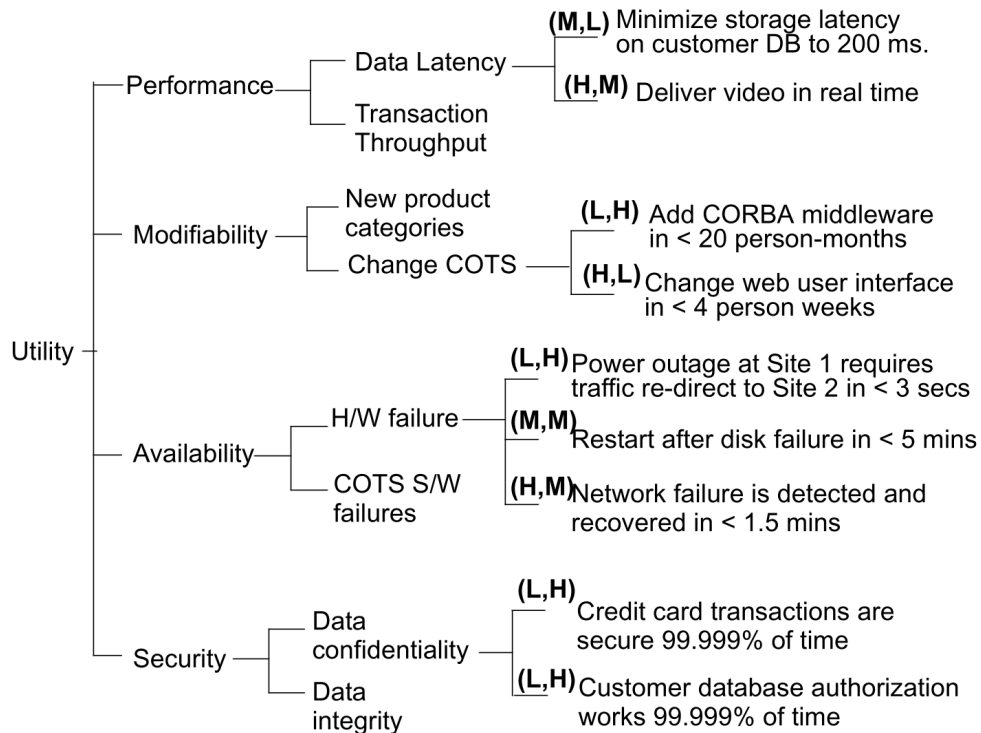 Utility
Performance
Data Latency
(M,L) Minimize storage latency
on customer DB to 200 ms.
(H,M) Deliver video in real time
Transaction
Throughput
Modifiability
New product
categories
Change COTS
(L,H) Add CORBA middleware
in < 20 person-months
(H,L) Change web user interface
in < 4 person weeks
Availability
H/W failure
(L,H) Power outage at Site 1 requires
traffic re-direct to Site 2 in < 3 secs
(M,M) Restart after disk failure in < 5 mins
(H,M) Network failure is detected and
recovered in < 1.5 mins
COTS S/W
failures
Security
Data
confidentiality
(L,H) Credit card transactions are
secure 99.999% of time
(L,H) Customer database authorization
works 99.999% of time
Data
integrity